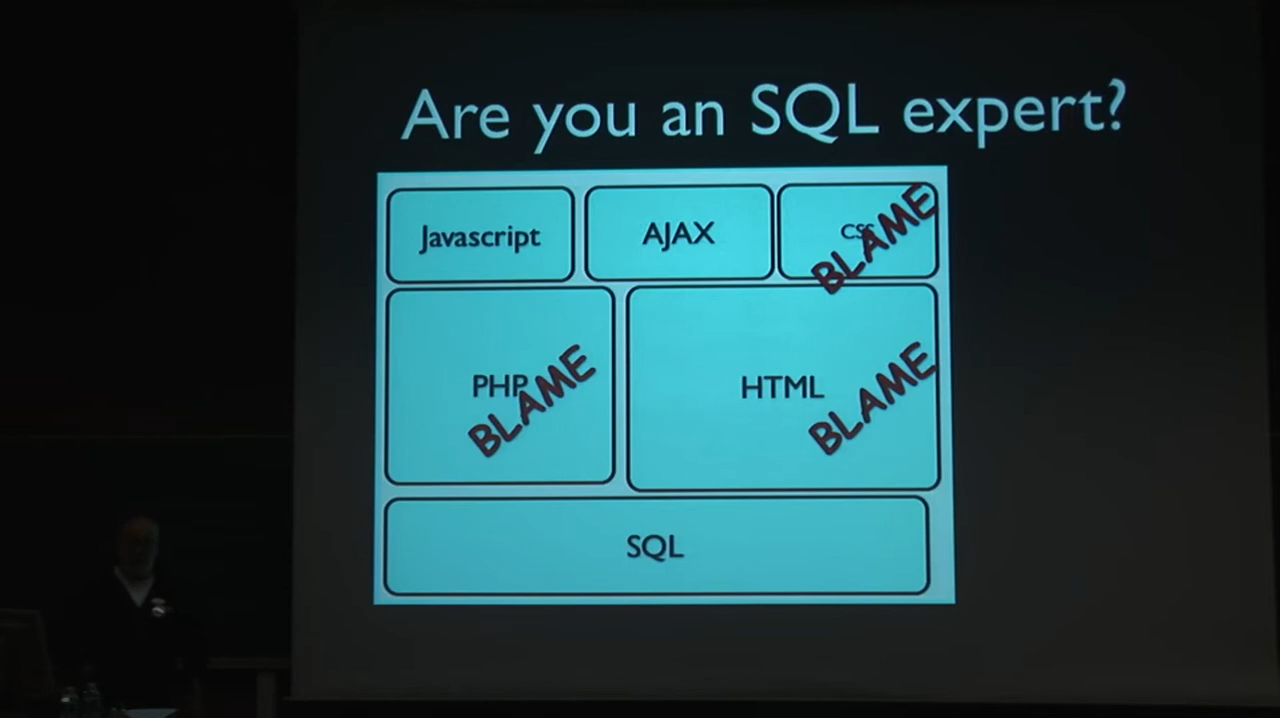 Are you an SQL expert?
Javascript
AJAX
CSS
BLAME
PHP
BLAME
HTML
BLAME
SQL